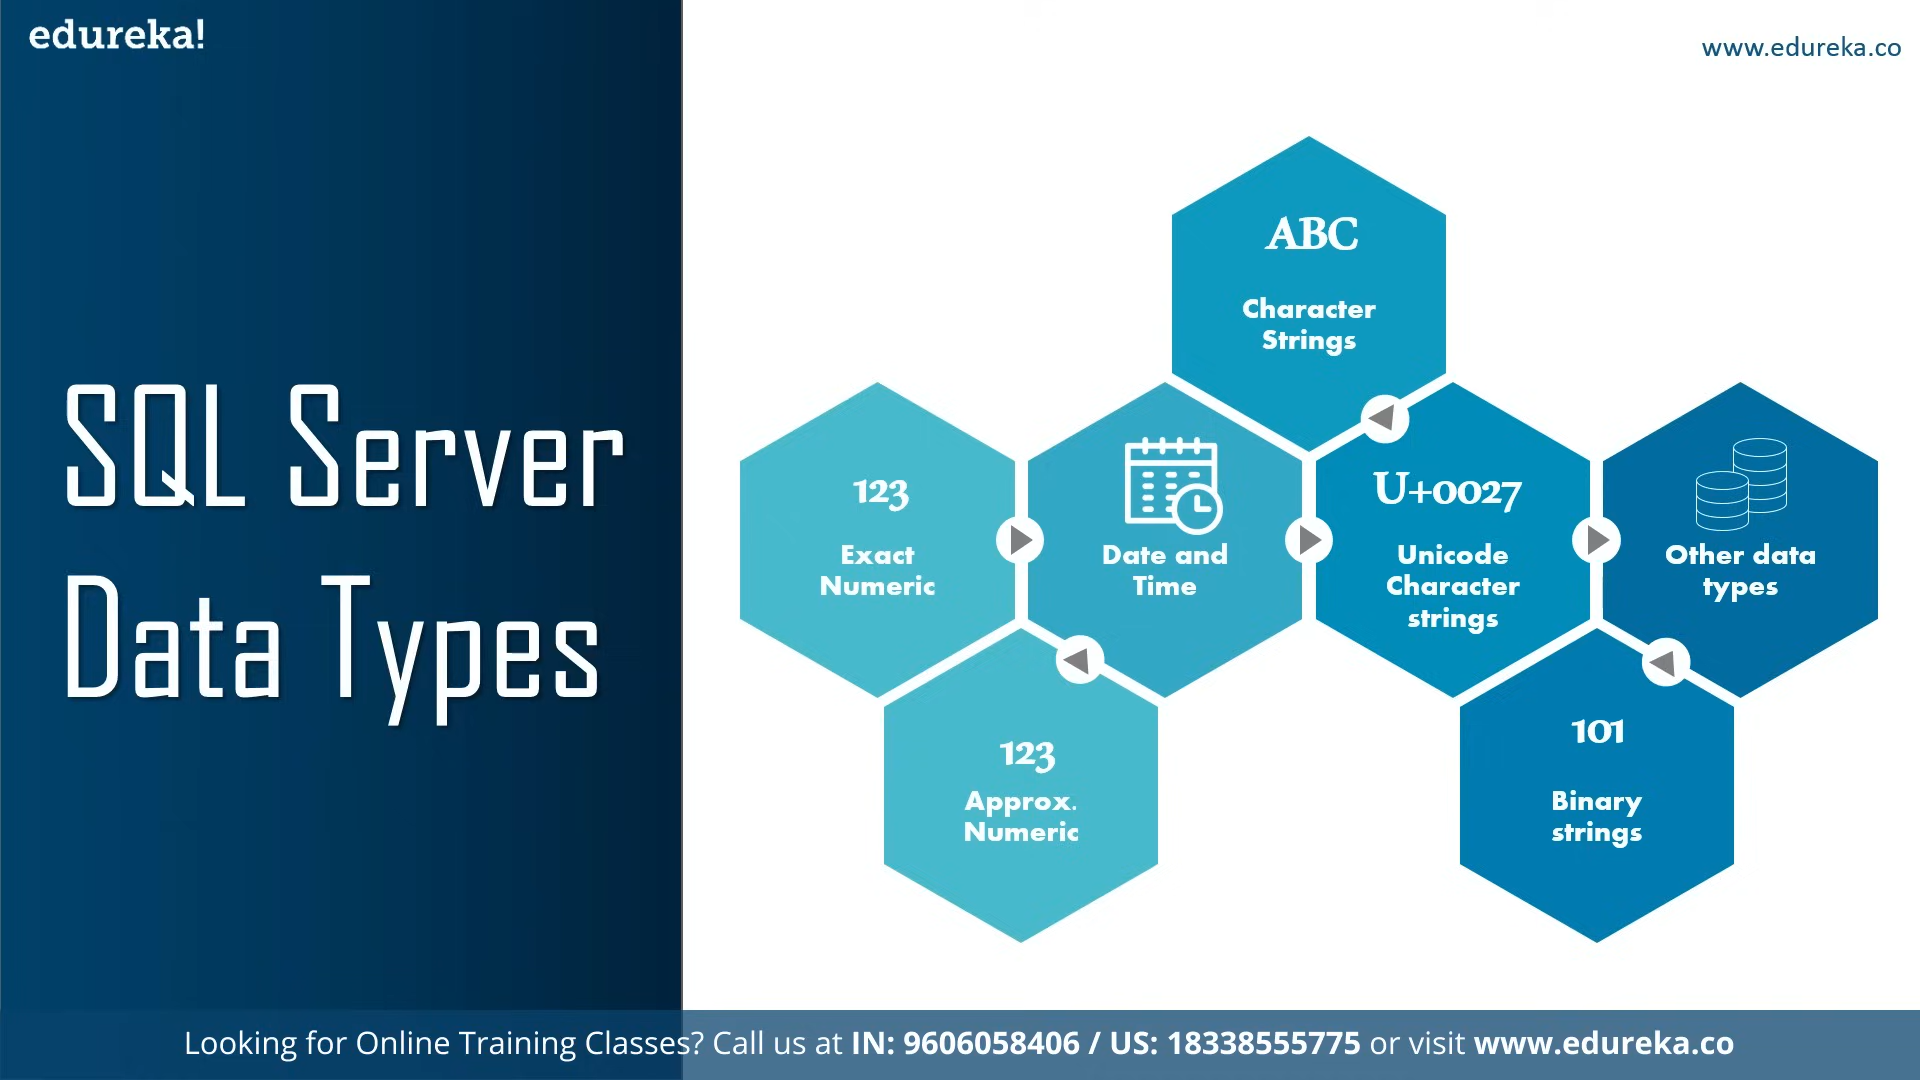 edureka!
www.edureka.co
SQL Server
Data Types
ABC
Character
Strings
123
Exact
Numeric
Date and
Time
U+0027
Unicode
Character
strings
Other data
types
123
Approx.
Numeric
101
Binary
strings
Looking for Online Training Classes? Call us at IN: 9606058406 / US: 18338555775 or visit www.edureka.co